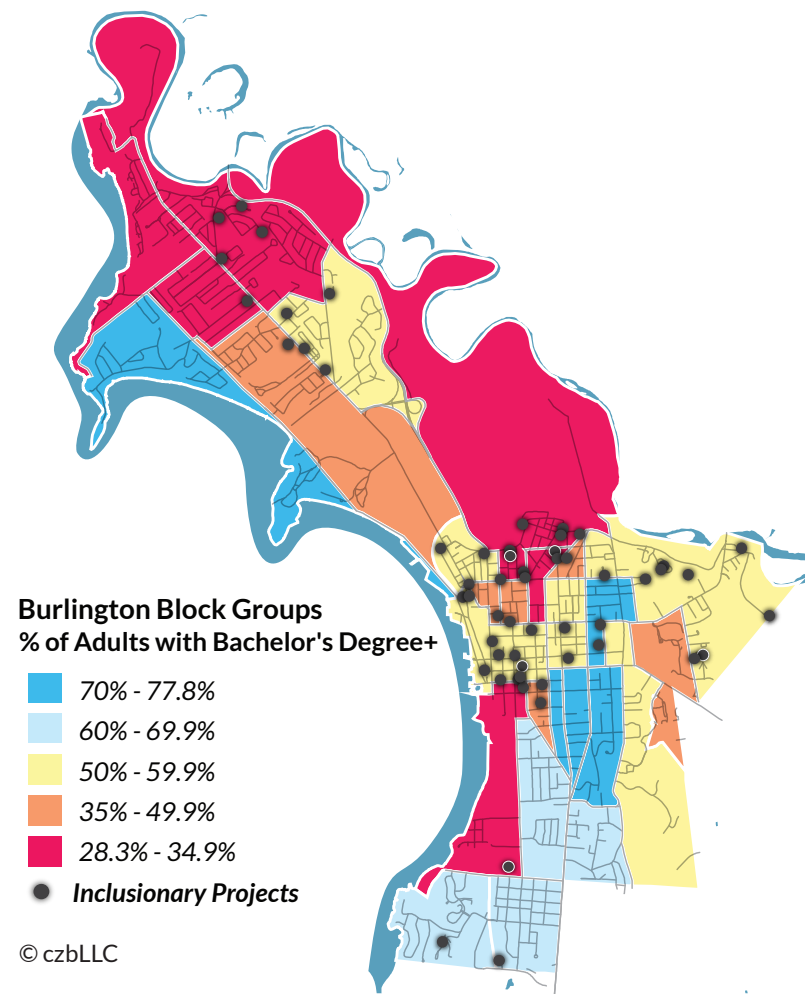 Burlington Block Groups
% of Adults with Bachelor's Degree+
70% - 77.8%
60% - 69.9%
50% - 59.9%
35% - 49.9%
28.3% - 34.9%
Inclusionary Projects
© czbLLC